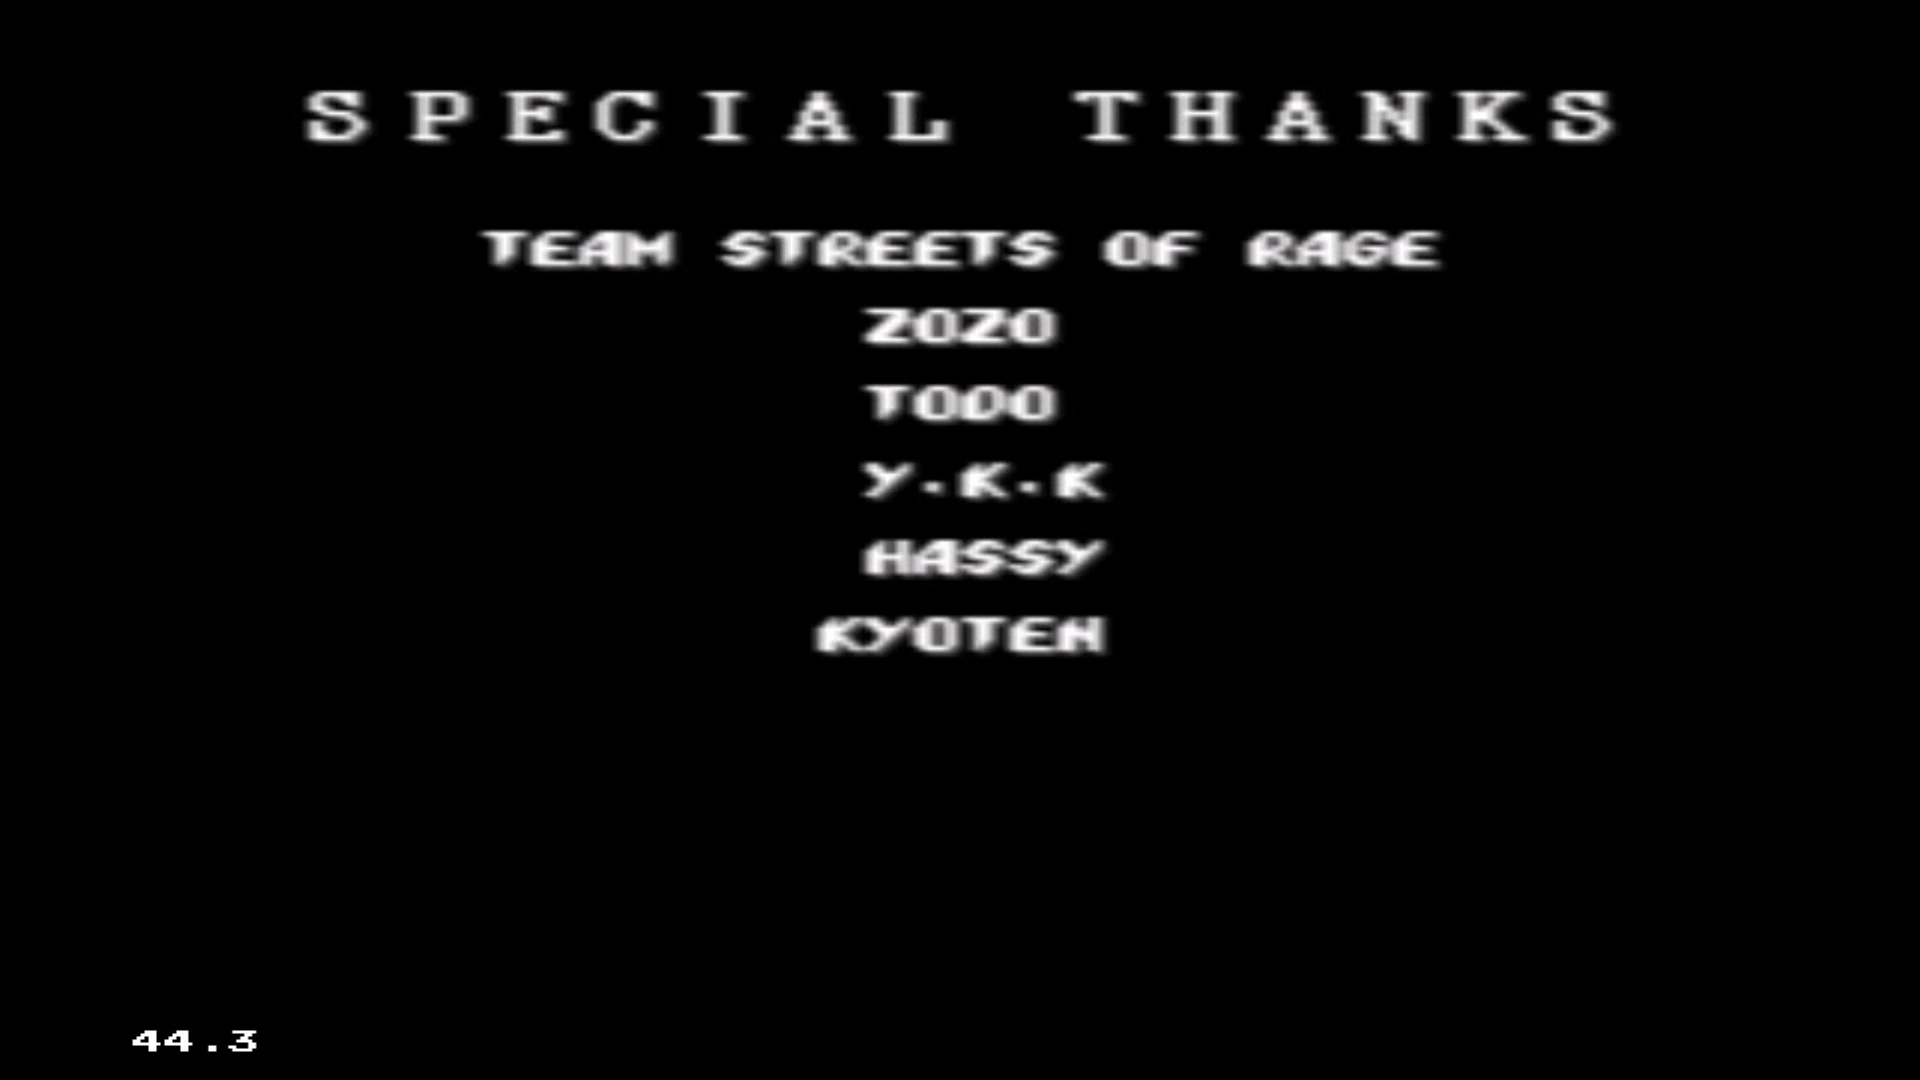 SPECIAL THANKS
TEAM STREETS OF RAGE
ZOZO
TODO
Y.K.K
HASSY
KYOTEN
44.3